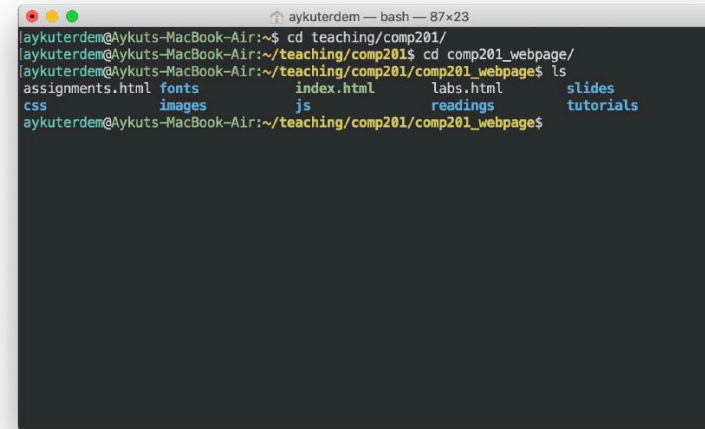 aykuterdem — bash — 87×23
[aykuterdem@Aykuts-MacBook-Air:~$ cd teaching/comp201/
[aykuterdem@Aykuts-MacBook-Air:~/teaching/comp201$ cd comp201_webpage/
[aykuterdem@Aykuts-MacBook-Air:~/teaching/comp201/comp201_webpage$ ls
assignments.html fonts index.html labs.html slides
css images js readings tutorials
aykuterdem@Aykuts-MacBook-Air:~/teaching/comp201/comp201_webpage$